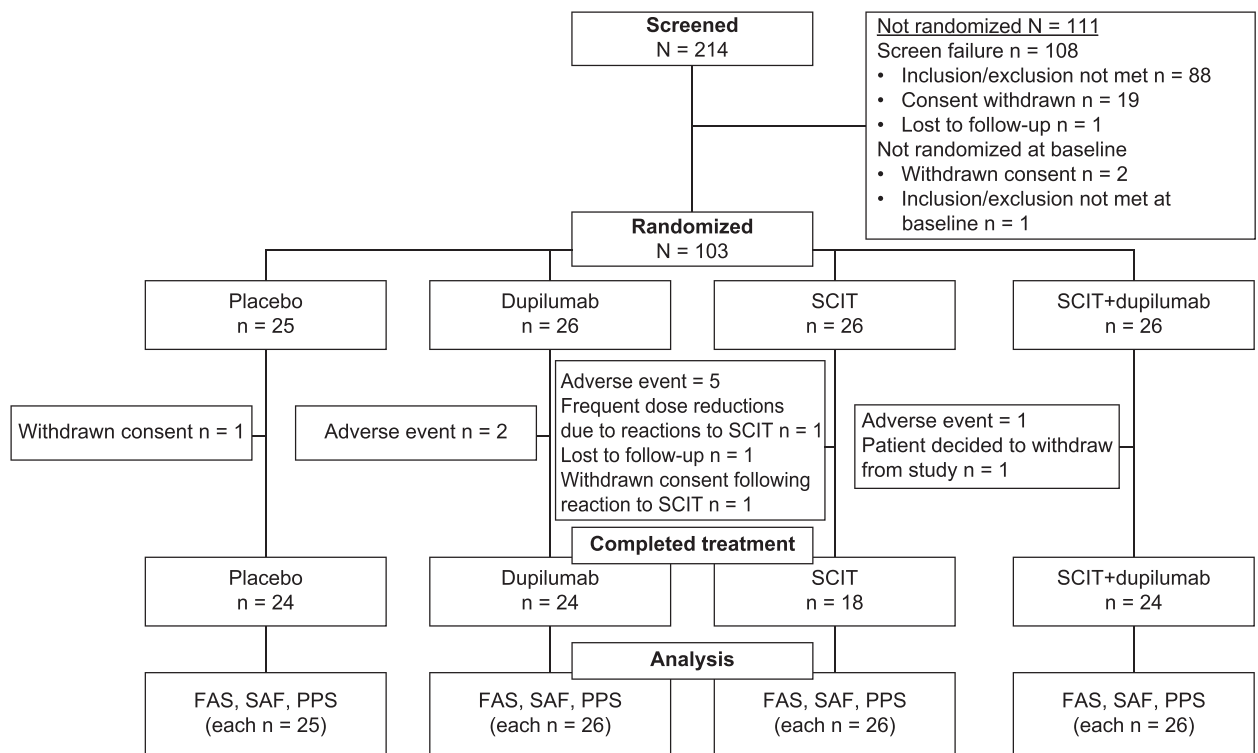 Screened
N = 214
Not randomized N = 111
Screen failure n = 108
• Inclusion/exclusion not met n = 88
• Consent withdrawn n = 19
• Lost to follow-up n = 1
Not randomized at baseline
• Withdrawn consent n = 2
• Inclusion/exclusion not met at
baseline n = 1
Randomized
N = 103
Placebo
n = 25
Dupilumab
n = 26
SCIT
n = 26
SCIT+dupilumab
n = 26
Withdrawn consent n = 1
Adverse event n = 2
Adverse event = 5
Frequent dose reductions
due to reactions to SCIT n = 1
Lost to follow-up n = 1
Withdrawn consent following
reaction to SCIT n = 1
Adverse event = 1
Patient decided to withdraw
from study n = 1
Completed treatment
Placebo
n = 24
Dupilumab
n = 24
SCIT
n = 18
SCIT+dupilumab
n = 24
Analysis
FAS, SAF, PPS
(each n = 25)
FAS, SAF, PPS
(each n = 26)
FAS, SAF, PPS
(each n = 26)
FAS, SAF, PPS
(each n = 26)